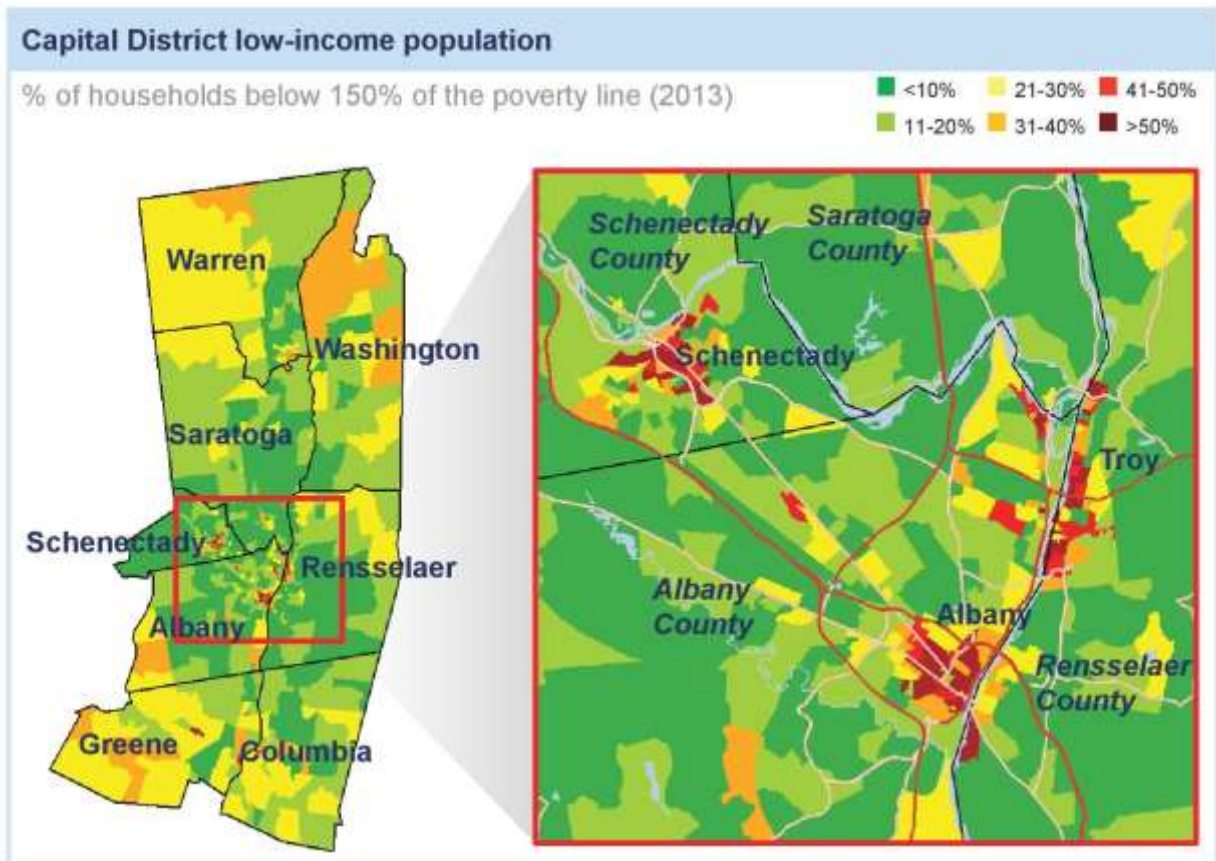 Capital District low-income population
% of households below 150% of the poverty line (2013)
<10% 21-30% 41-50%
11-20% 31-40% >50%
Warren
Washington
Saratoga
Schenectady
Rensselaer
Albany
Greene
Columbia
Schenectady
County
Saratoga
County
Schenectady
Troy
Albany
County
Albany
Rensselaer
County